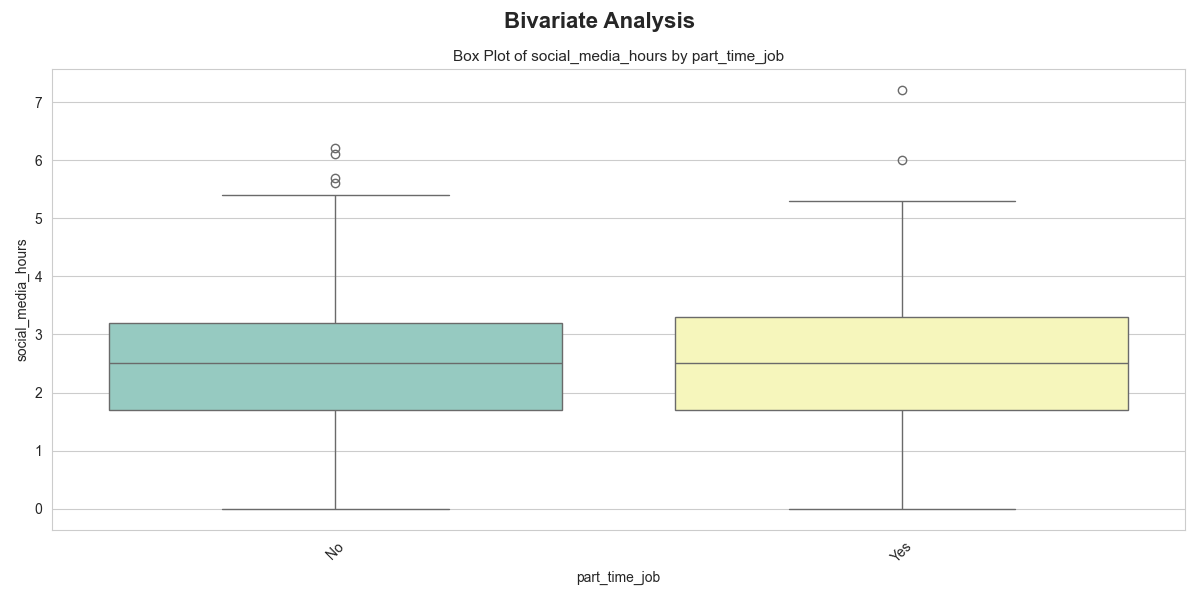 Bivariate Analysis
Box Plot of social_media_hours by part_time_job
social_media_hours
7
6
5
4
3
2
1
0
No
Yes
part_time_job